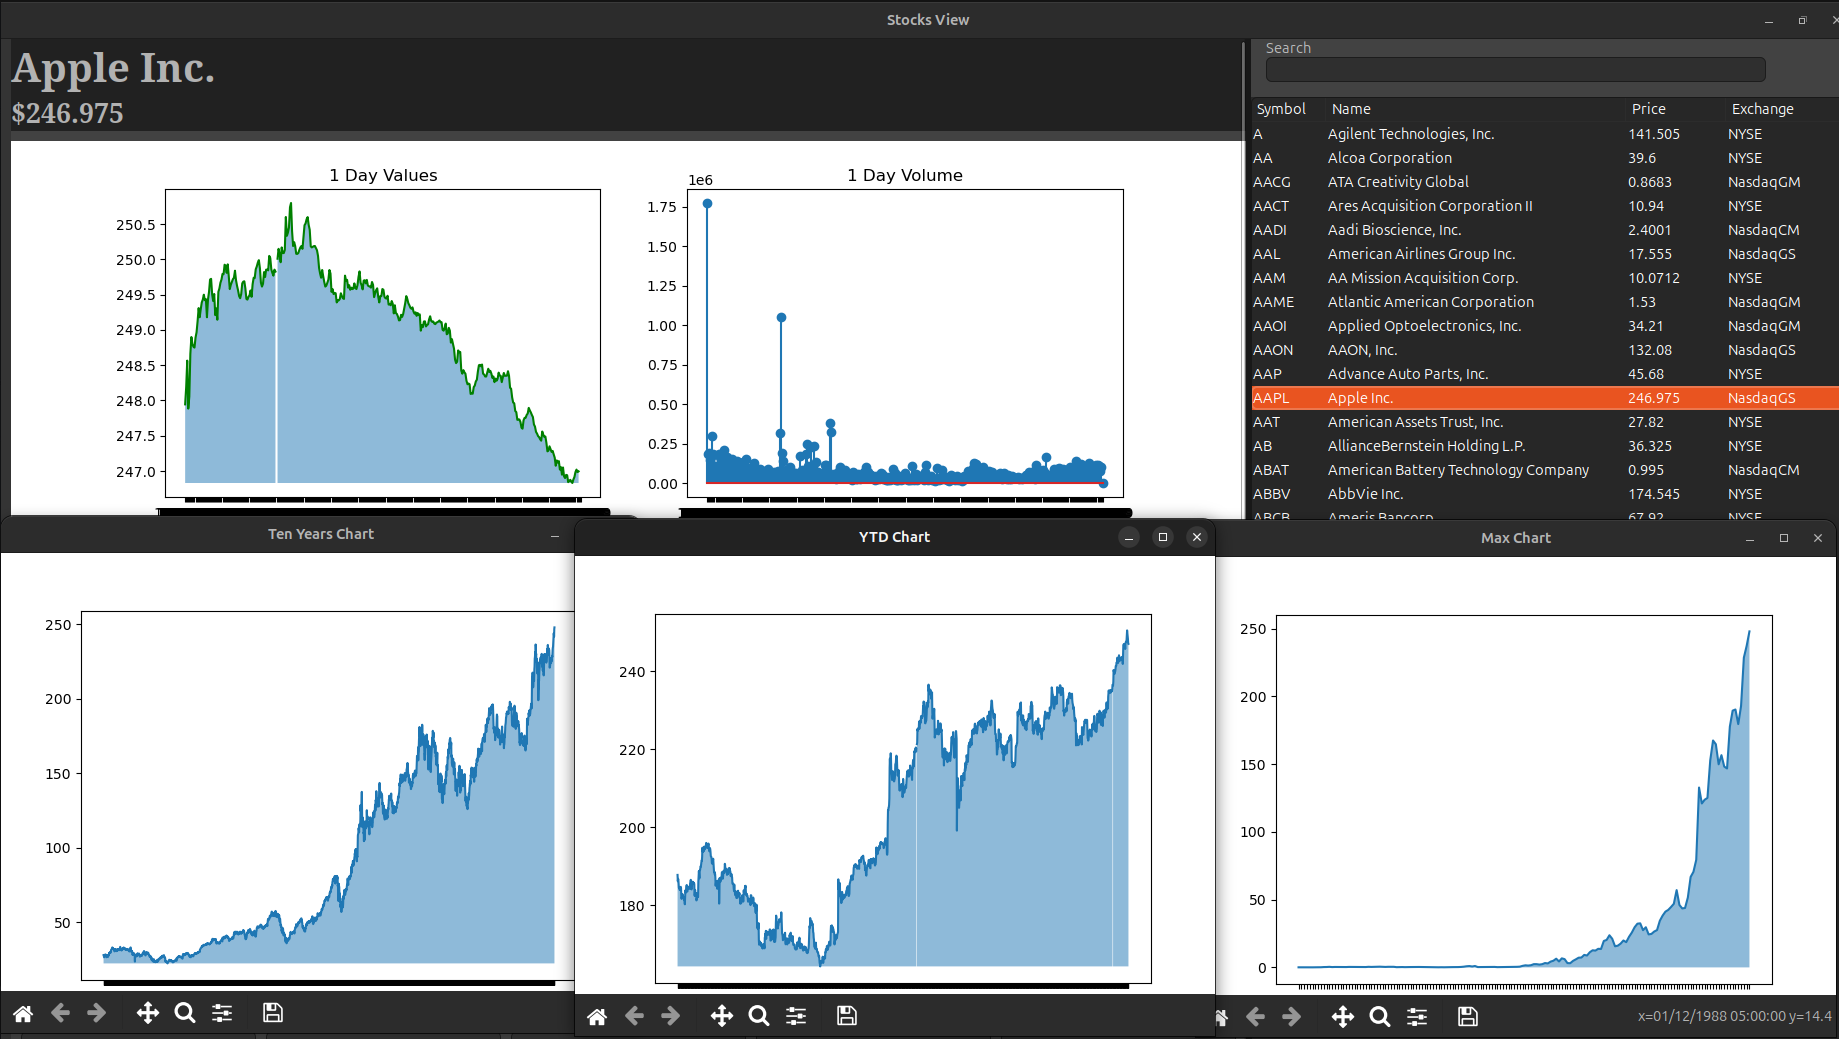 Stocks View
Apple Inc.
$246.975
Search
Symbol Name Price Exchange
A Agilent Technologies, Inc. 141.505 NYSE
AA Alcoa Corporation 39.6 NYSE
AACG ATA Creativity Global 0.8683 NasdaqGM
AACT Ares Acquisition Corporation II 10.94 NYSE
AADI Aadi Bioscience, Inc. 2.4001 NasdaqCM
AAL American Airlines Group Inc. 17.555 NasdaqGS
AAM AA Mission Acquisition Corp. 10.0712 NYSE
AAME Atlantic American Corporation 1.53 NasdaqGM
AAOI Applied Optoelectronics, Inc. 34.21 NasdaqGM
AAON AAON, Inc. 132.08 NasdaqGS
AAP Advance Auto Parts, Inc. 45.68 NYSE
AAPL Apple Inc. 246.975 NasdaqGS
AAT American Assets Trust, Inc. 27.82 NYSE
AB AllianceBernstein Holding L.P. 36.325 NYSE
ABAT American Battery Technology Company 0.995 NasdaqCM
ABBV AbbVie Inc. 174.545 NYSE
ABCB Ameris Bancorp 67.92 NYSE
1 Day Values
250.5
250.0
249.5
249.0
248.5
248.0
247.5
247.0
1 Day Volume
1e6
1.75
1.50
1.25
1.00
0.75
0.50
0.25
0.00
Ten Years Chart
250
200
150
100
50
YTD Chart
240
220
200
180
Max Chart
250
200
150
100
50
0
x=01/12/1988 05:00:00 y=14.4